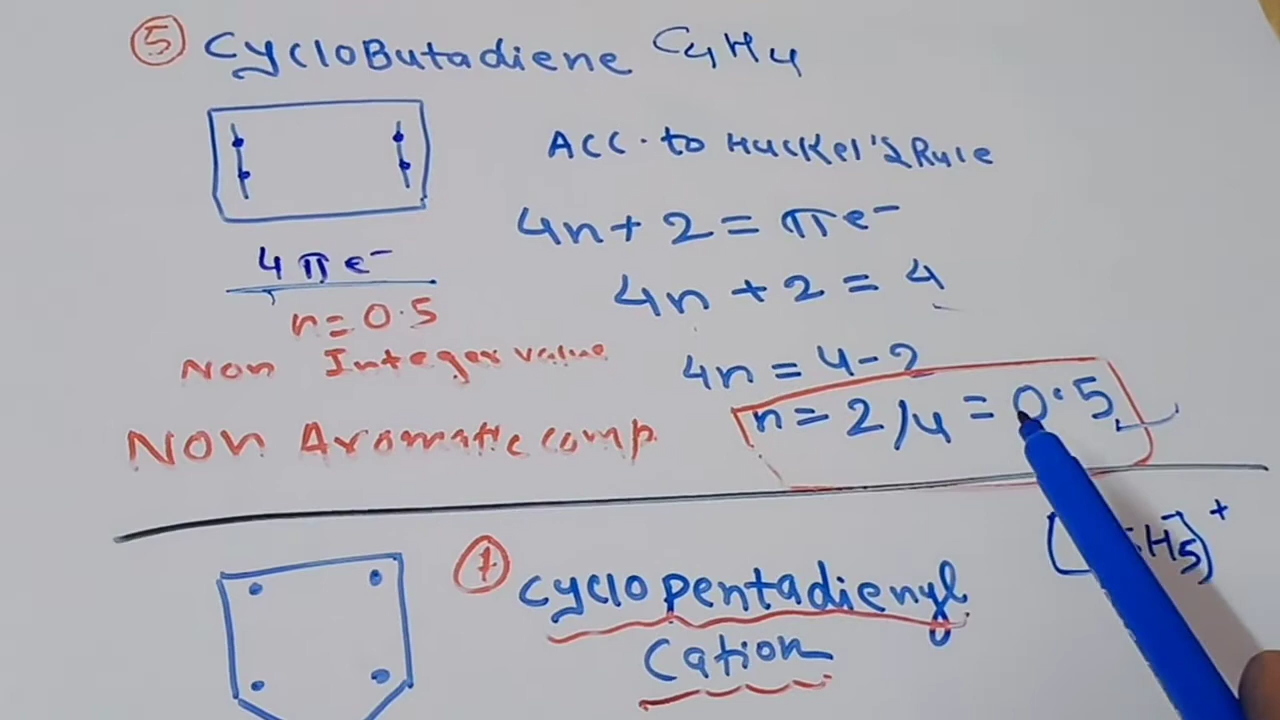 5 CycloButadiene C4H4
Acc. to Huckel's Rule
4n + 2 = πe⁻
4πe⁻
4n + 2 = 4
n = 0.5
Non Integer value
4n = 4 - 2
n = 2/4 = 0.5
Non Aromatic comp.
7 cyclopentadienyl
H5)⁺
Cation